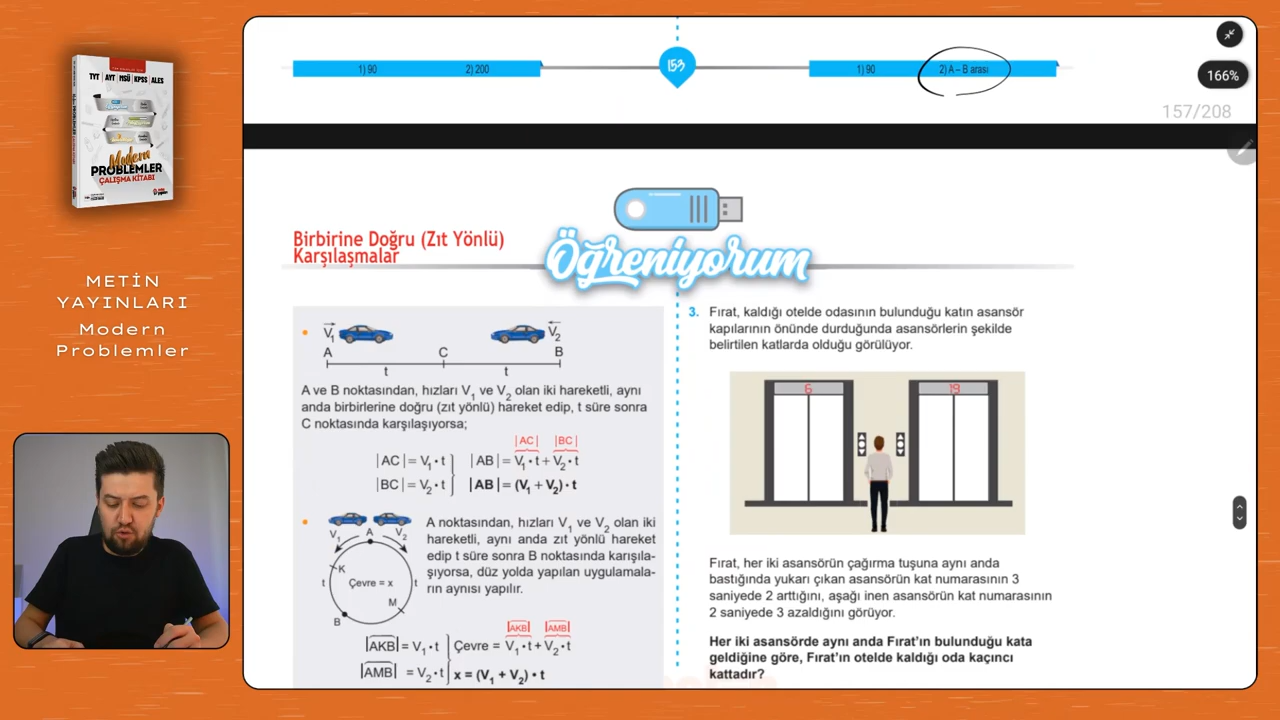 TYT | AYT | MSÜ | KPSS | ALES
Modern
PROBLEMLER
ÇALIŞMA KİTABI
METİN
YAYINLARI
Modern
Problemler
1) 90
2) 200
153
1) 90
2) A – B arası
166%
157/208
Birbirine Doğru (Zıt Yönlü)
Karşılaşmalar
Öğreniyorum
V₁ V₂
A C B
t t
A ve B noktasından, hızları V₁ ve V₂ olan iki hareketli, aynı
anda birbirlerine doğru (zıt yönlü) hareket edip, t süre sonra
C noktasında karşılaşıyorsa;
|AC| |BC|
|AC| = V₁·t |AB| = V₁·t + V₂·t
|BC| = V₂·t |AB| = (V₁ + V₂)·t
V₁ A V₂
K
t Çevre = x t
M
B
A noktasından, hızları V₁ ve V₂ olan iki
hareketli, aynı anda zıt yönlü hareket
edip t süre sonra B noktasında karışıla-
şıyorsa, düz yolda yapılan uygulamala-
rın aynısı yapılır.
|AKB| |AMB|
|AKB| = V₁·t Çevre = V₁·t + V₂·t
|AMB| = V₂·t x = (V₁ + V₂)·t
3. Fırat, kaldığı otelde odasının bulunduğu katın asansör
kapılarının önünde durduğunda asansörlerin şekilde
belirtilen katlarda olduğu görülüyor.
6 19
Fırat, her iki asansörün çağırma tuşuna aynı anda
bastığında yukarı çıkan asansörün kat numarasının 3
saniyede 2 arttığını, aşağı inen asansörün kat numarasının
2 saniyede 3 azaldığını görüyor.
Her iki asansörde aynı anda Fırat'ın bulunduğu kata
geldiğine göre, Fırat'ın otelde kaldığı oda kaçıncı
kattadır?